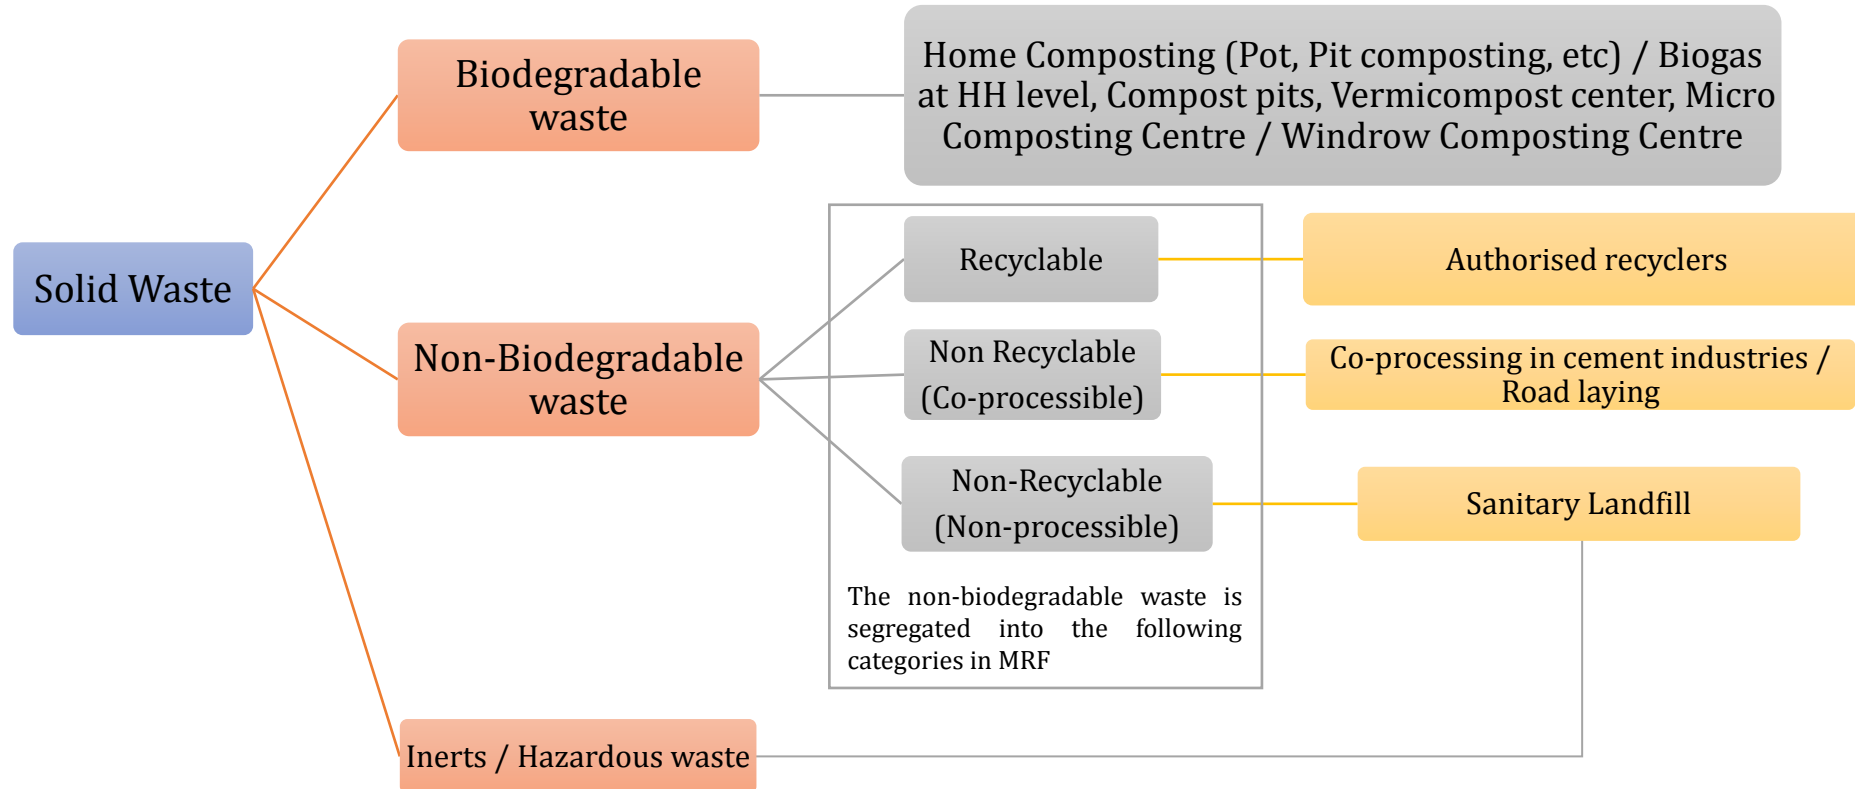 Biodegradable
waste
Home Composting (Pot, Pit composting, etc) / Biogas
at HH level, Compost pits, Vermicompost center, Micro
Composting Centre / Windrow Composting Centre
Solid Waste
Non-Biodegradable
waste
Recyclable
Authorised recyclers
Non Recyclable
(Co-processible)
Co-processing in cement industries /
Road laying
Non-Recyclable
(Non-processible)
Sanitary Landfill
The non-biodegradable waste is
segregated into the following
categories in MRF
Inerts / Hazardous waste